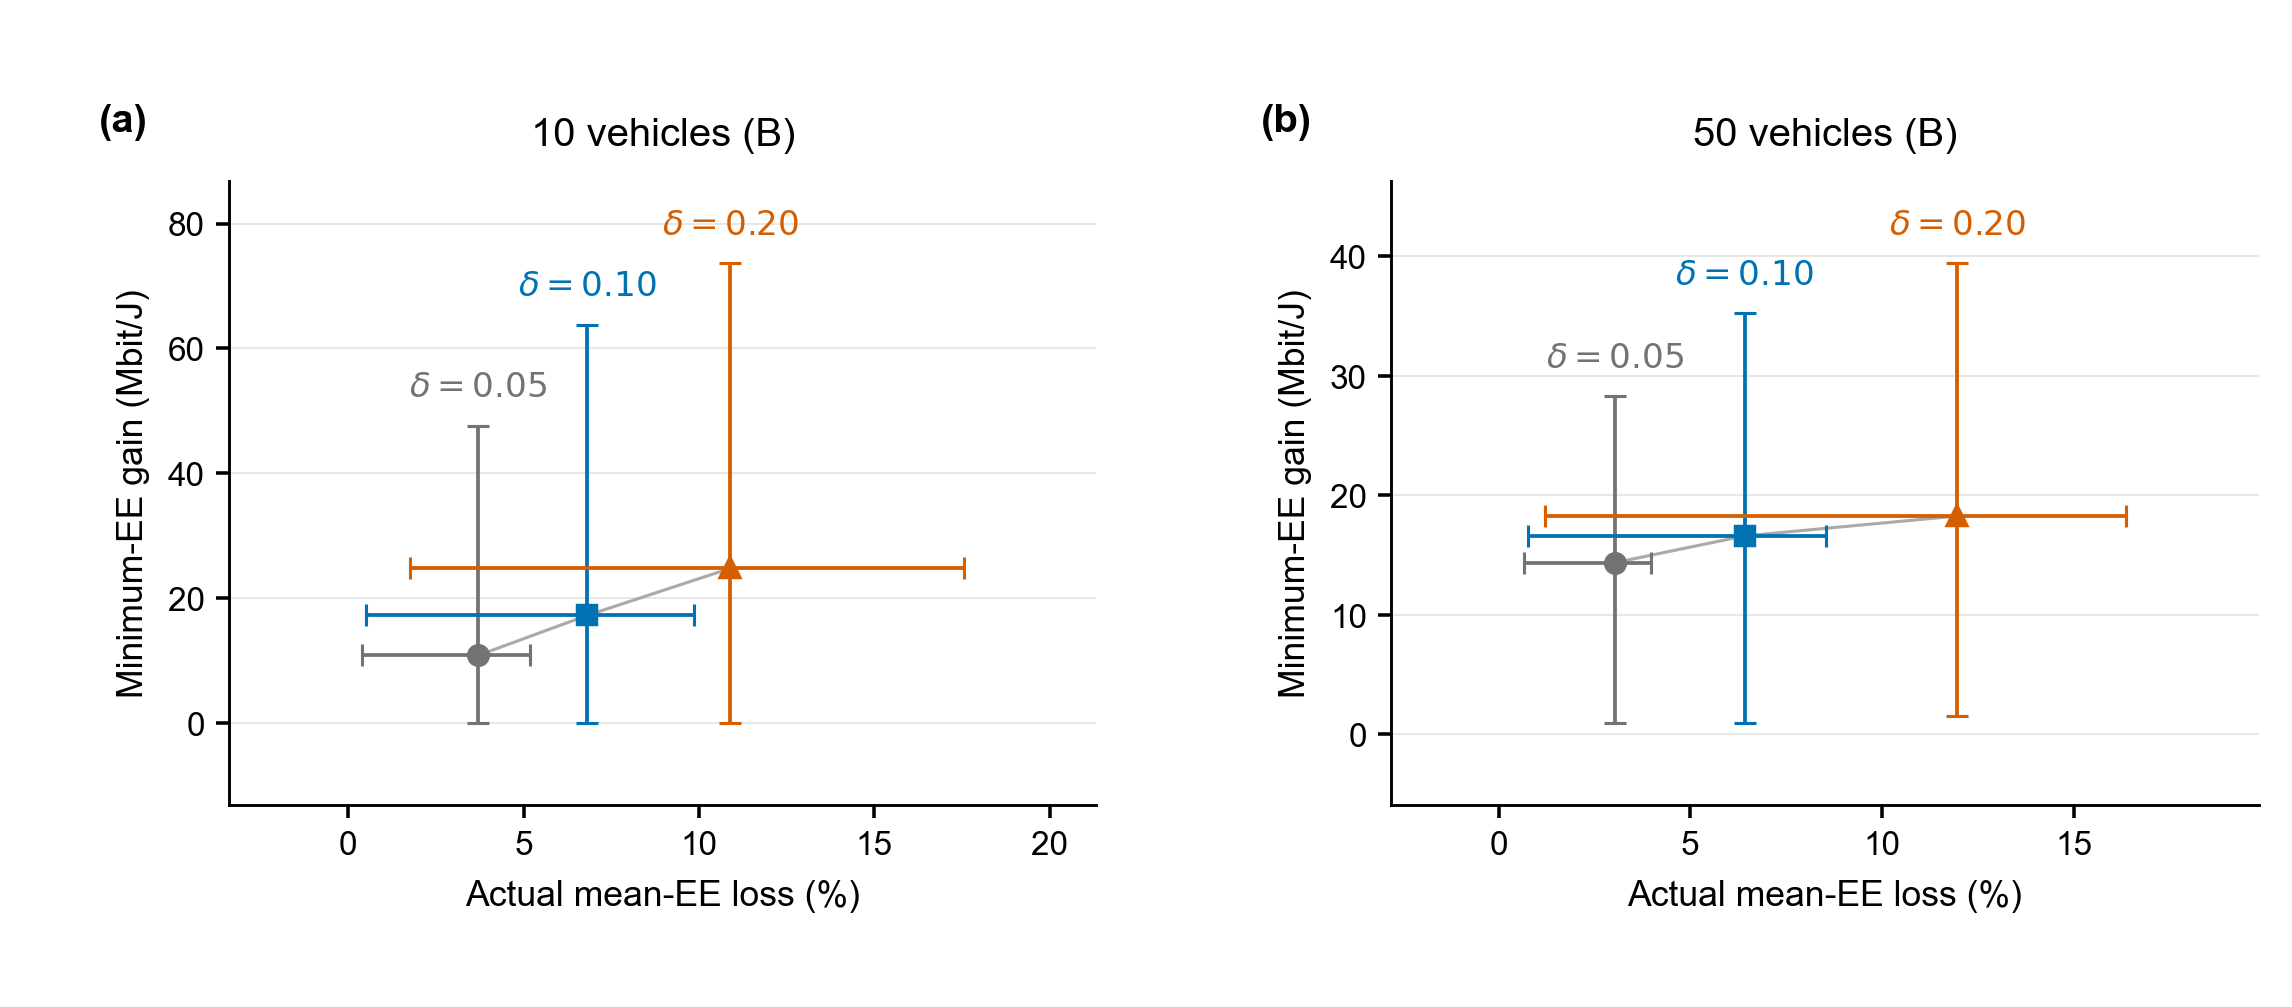 (a)
10 vehicles (B)
Minimum-EE gain (Mbit/J)
80
60
40
20
0
δ = 0.05
δ = 0.10
δ = 0.20
0 5 10 15 20
Actual mean-EE loss (%)
(b)
50 vehicles (B)
Minimum-EE gain (Mbit/J)
40
30
20
10
0
δ = 0.05
δ = 0.10
δ = 0.20
0 5 10 15
Actual mean-EE loss (%)